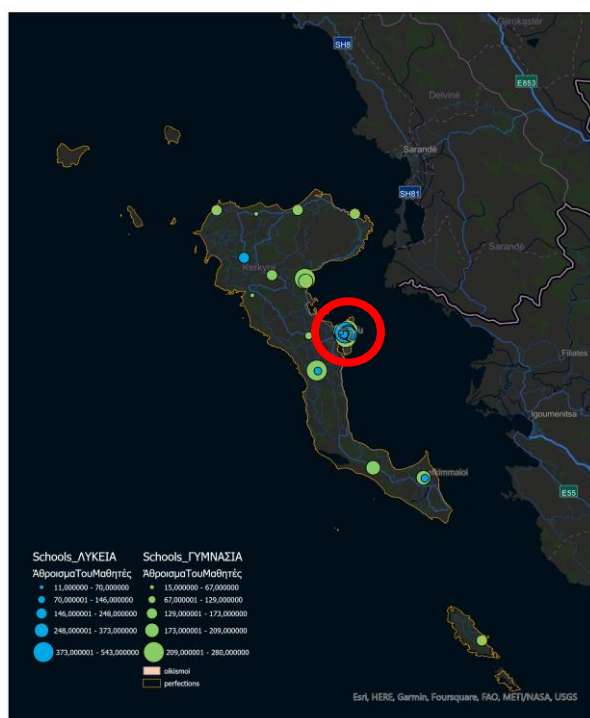 Gjirokastër
SH8
E853
Delvinë
Sarandë
SH81
Sarandë
Kerkyra
Filiates
Igoumenitsa
E55
Schools_ΛΥΚΕΙΑ
ΆθροισμαΤουΜαθητές
11,000000 - 70,000000
70,000001 - 146,000000
146,000001 - 248,000000
248,000001 - 373,000000
373,000001 - 543,000000
Schools_ΓΥΜΝΑΣΙΑ
ΆθροισμαΤουΜαθητές
15,000000 - 67,000000
67,000001 - 129,000000
129,000001 - 173,000000
173,000001 - 209,000000
209,000001 - 280,000000
oikismoi
perfections
Esri, HERE, Garmin, Foursquare, FAO, METI/NASA, USGS